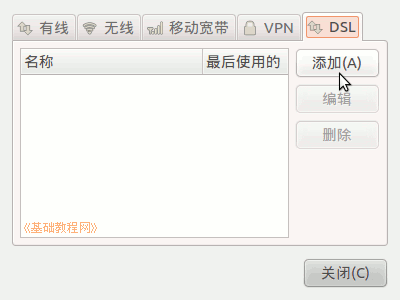 有线 无线 移动宽带 VPN DSL
名称 最后使用的 添加(A)
编辑
删除
《基础教程网》
关闭(C)